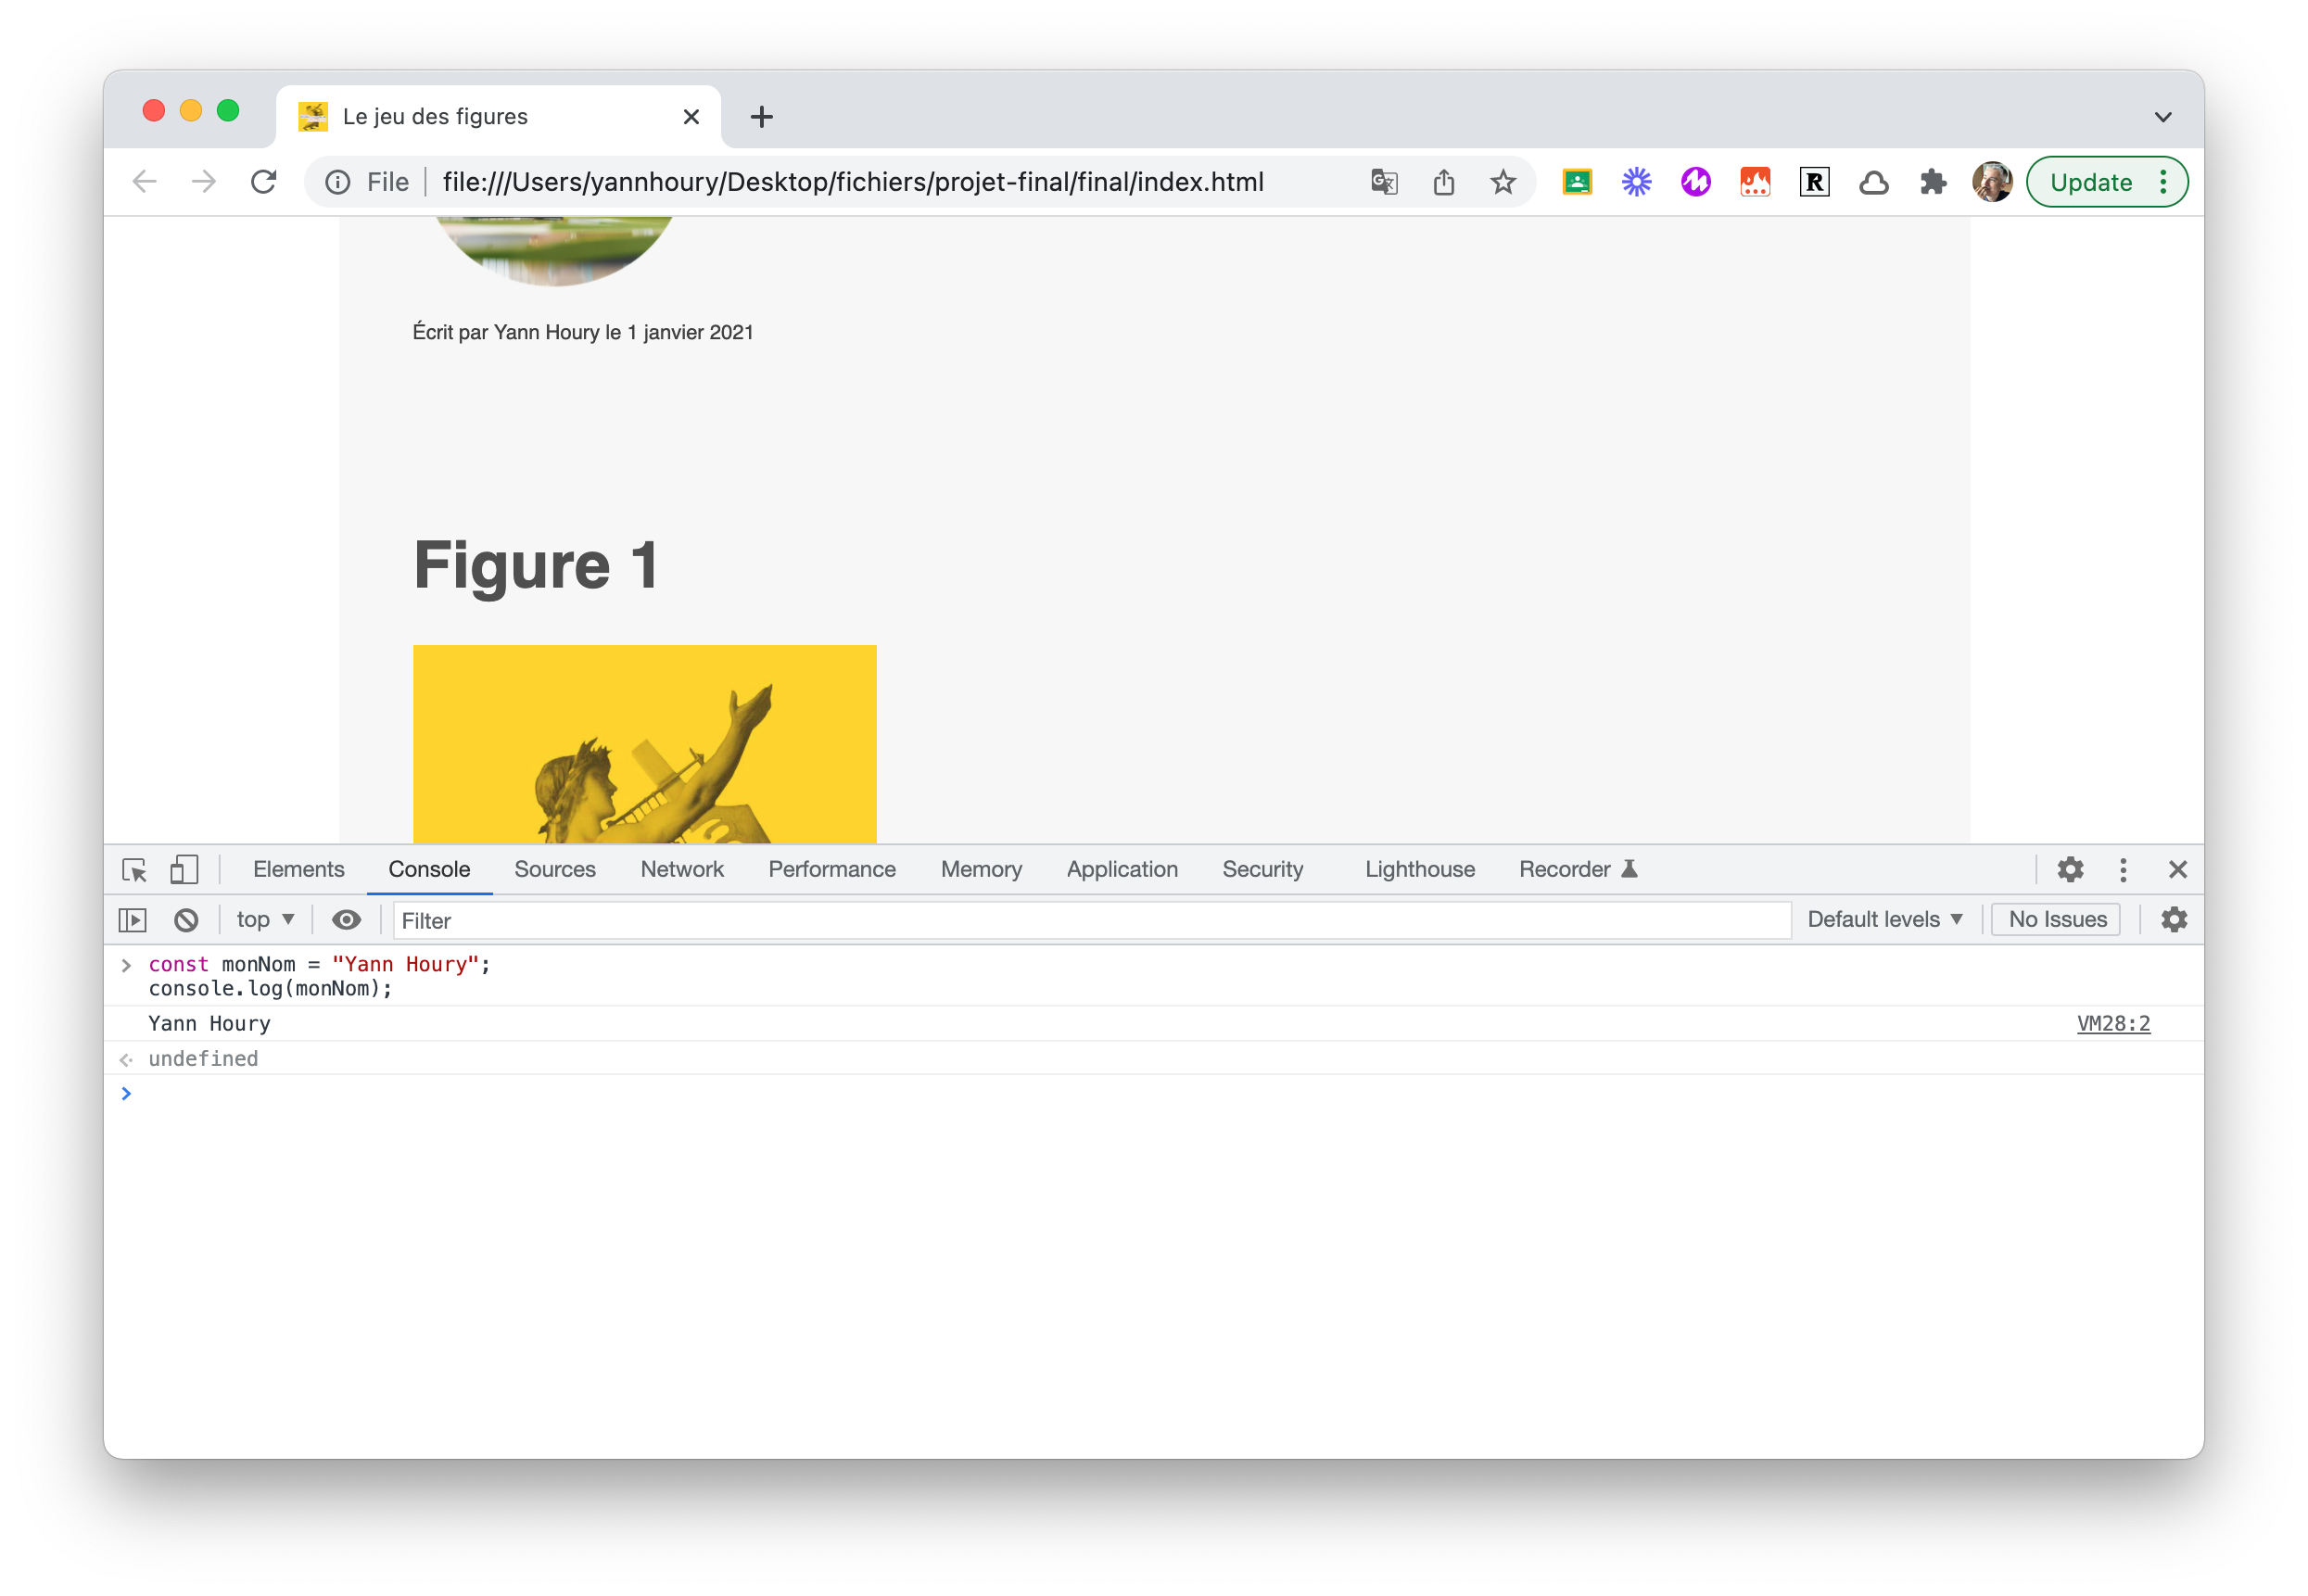 Le jeu des figures
File file:///Users/yannhoury/Desktop/fichiers/projet-final/final/index.html
R
Update
Écrit par Yann Houry le 1 janvier 2021
Figure 1
Elements Console Sources Network Performance Memory Application Security Lighthouse Recorder
top Filter Default levels No Issues
const monNom = "Yann Houry";
console.log(monNom);
Yann Houry VM28:2
undefined